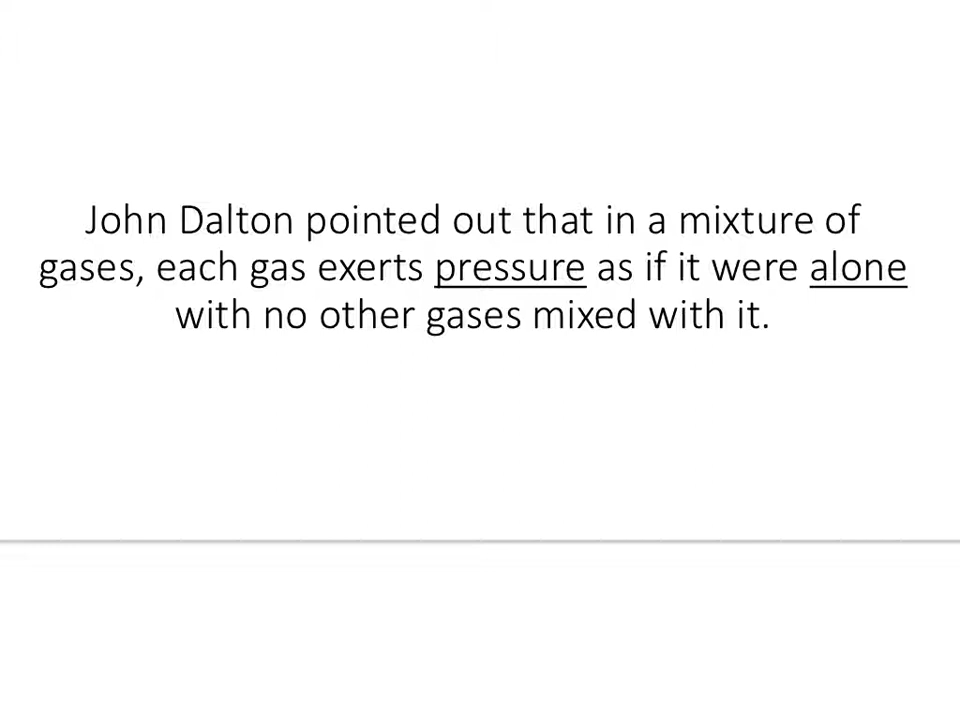 John Dalton pointed out that in a mixture of
gases, each gas exerts pressure as if it were alone
with no other gases mixed with it.